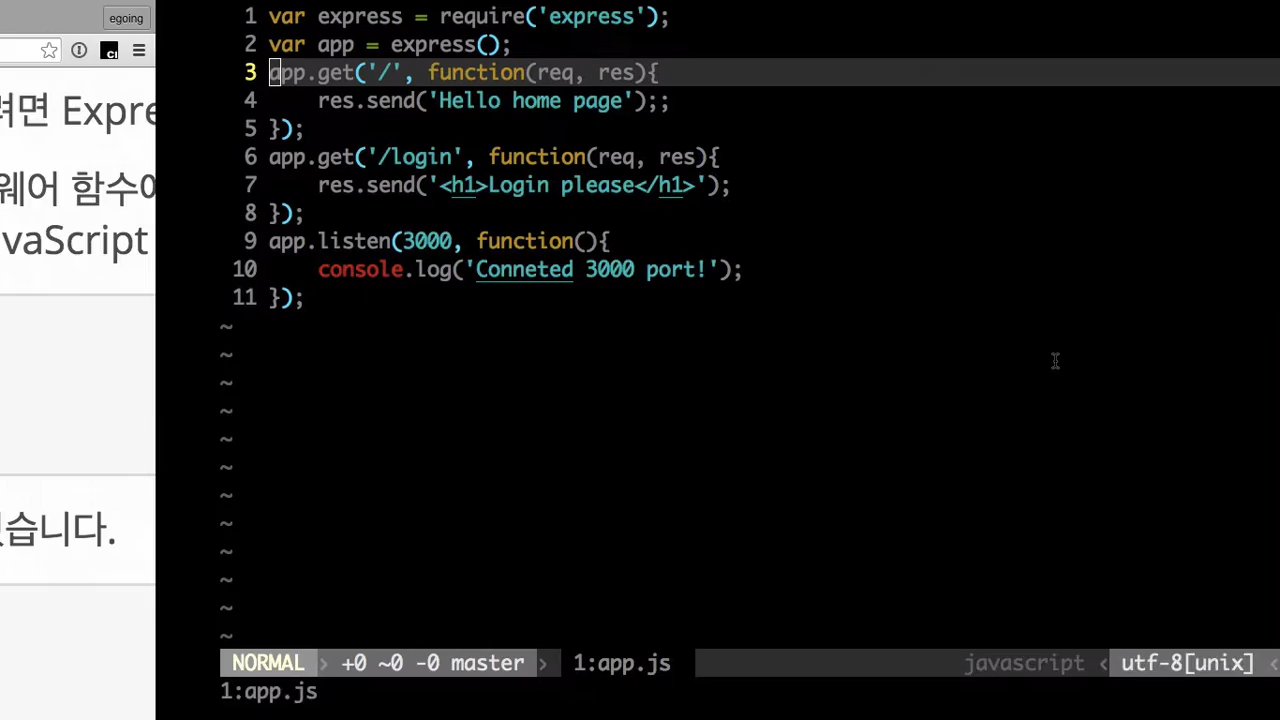 egoing
려면 Expre
웨어 함수에
vaScript
습니다.
1 var express = require('express');
2 var app = express();
3 app.get('/', function(req, res){
4 res.send('Hello home page');;
5 });
6 app.get('/login', function(req, res){
7 res.send('<h1>Login please</h1>');
8 });
9 app.listen(3000, function(){
10 console.log('Conneted 3000 port!');
11 });
~
~
~
~
~
~
~
~
~
~
~
~
NORMAL › +0 ~0 -0 master › 1:app.js javascript ‹ utf-8[unix] ‹
1:app.js